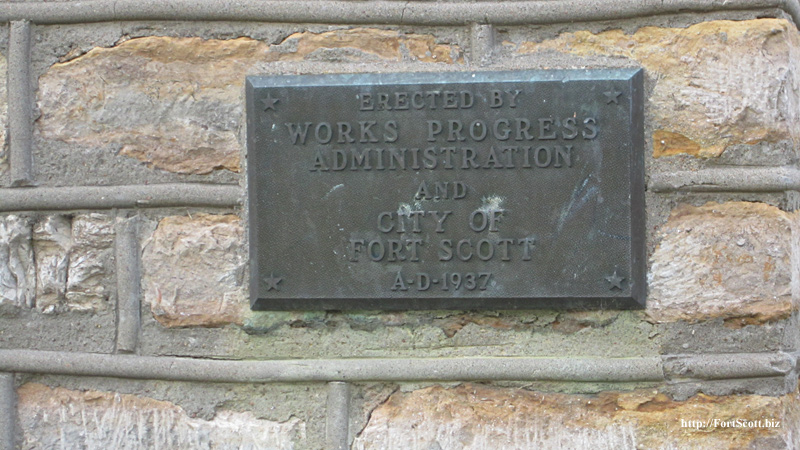 ERECTED BY
WORKS PROGRESS
ADMINISTRATION
AND
CITY OF
FORT SCOTT
A-D-1937
http://FortScott.biz